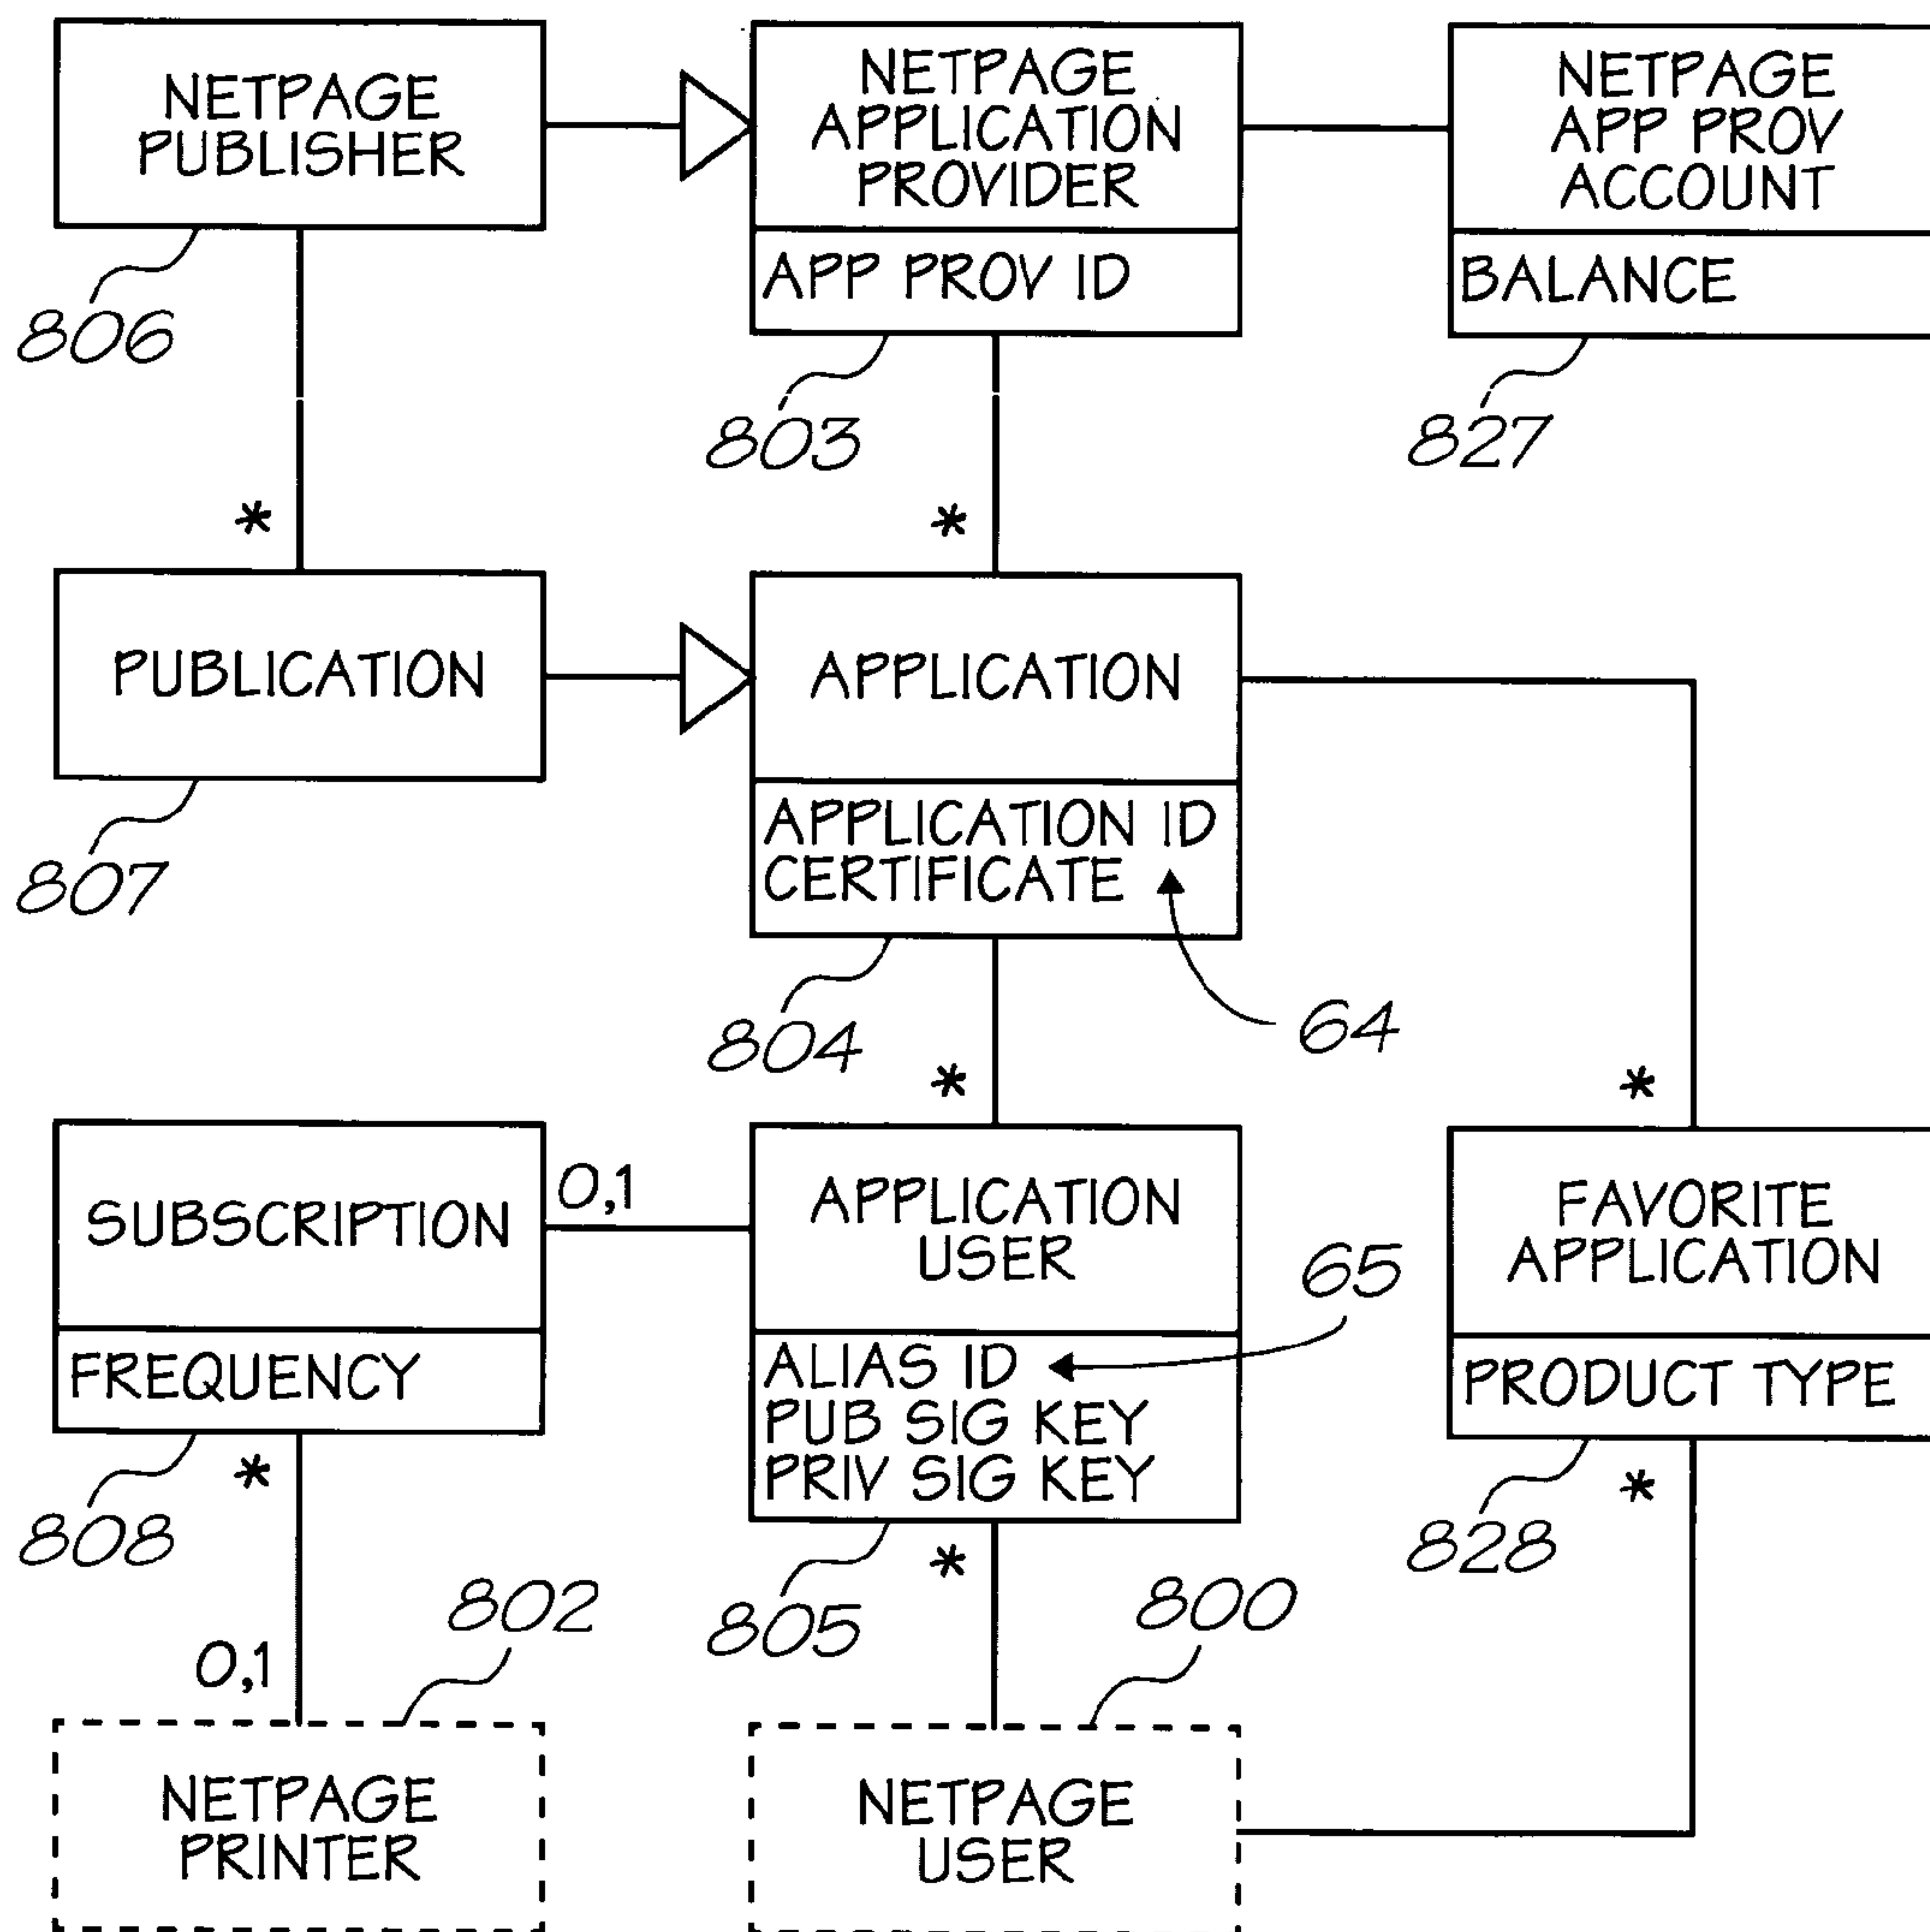 NETPAGE
PUBLISHER
NETPAGE
APPLICATION
PROVIDER
APP PROV ID
NETPAGE
APP PROV
ACCOUNT
BALANCE
806
803
827
*
*
PUBLICATION
APPLICATION
APPLICATION ID
CERTIFICATE
807
804
64
*
*
SUBSCRIPTION
FREQUENCY
0,1
APPLICATION
USER
ALIAS ID
PUB SIG KEY
PRIV SIG KEY
65
FAVORITE
APPLICATION
PRODUCT TYPE
808
*
805
*
828
*
802
800
0,1
NETPAGE
PRINTER
NETPAGE
USER